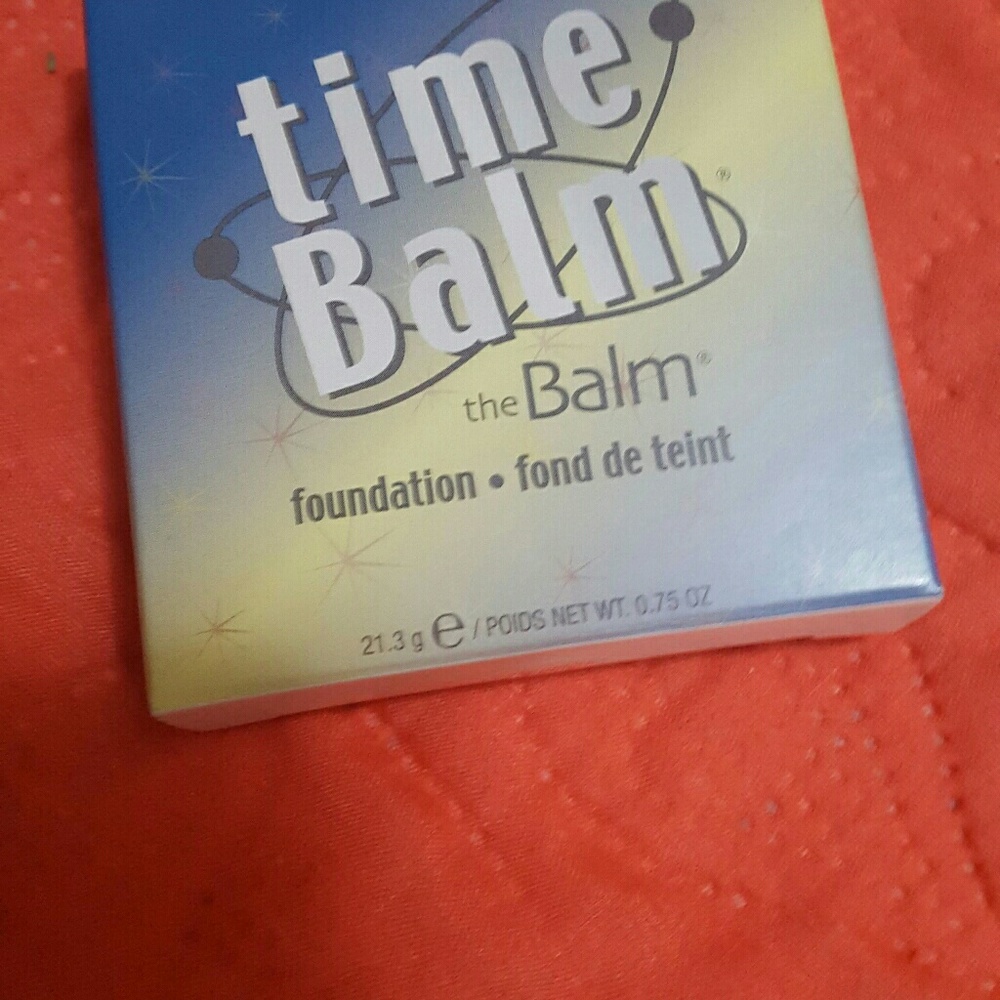 time
Balm®
the Balm®
foundation • fond de teint
21.3 g ℮ / POIDS NET WT. 0.75 OZ